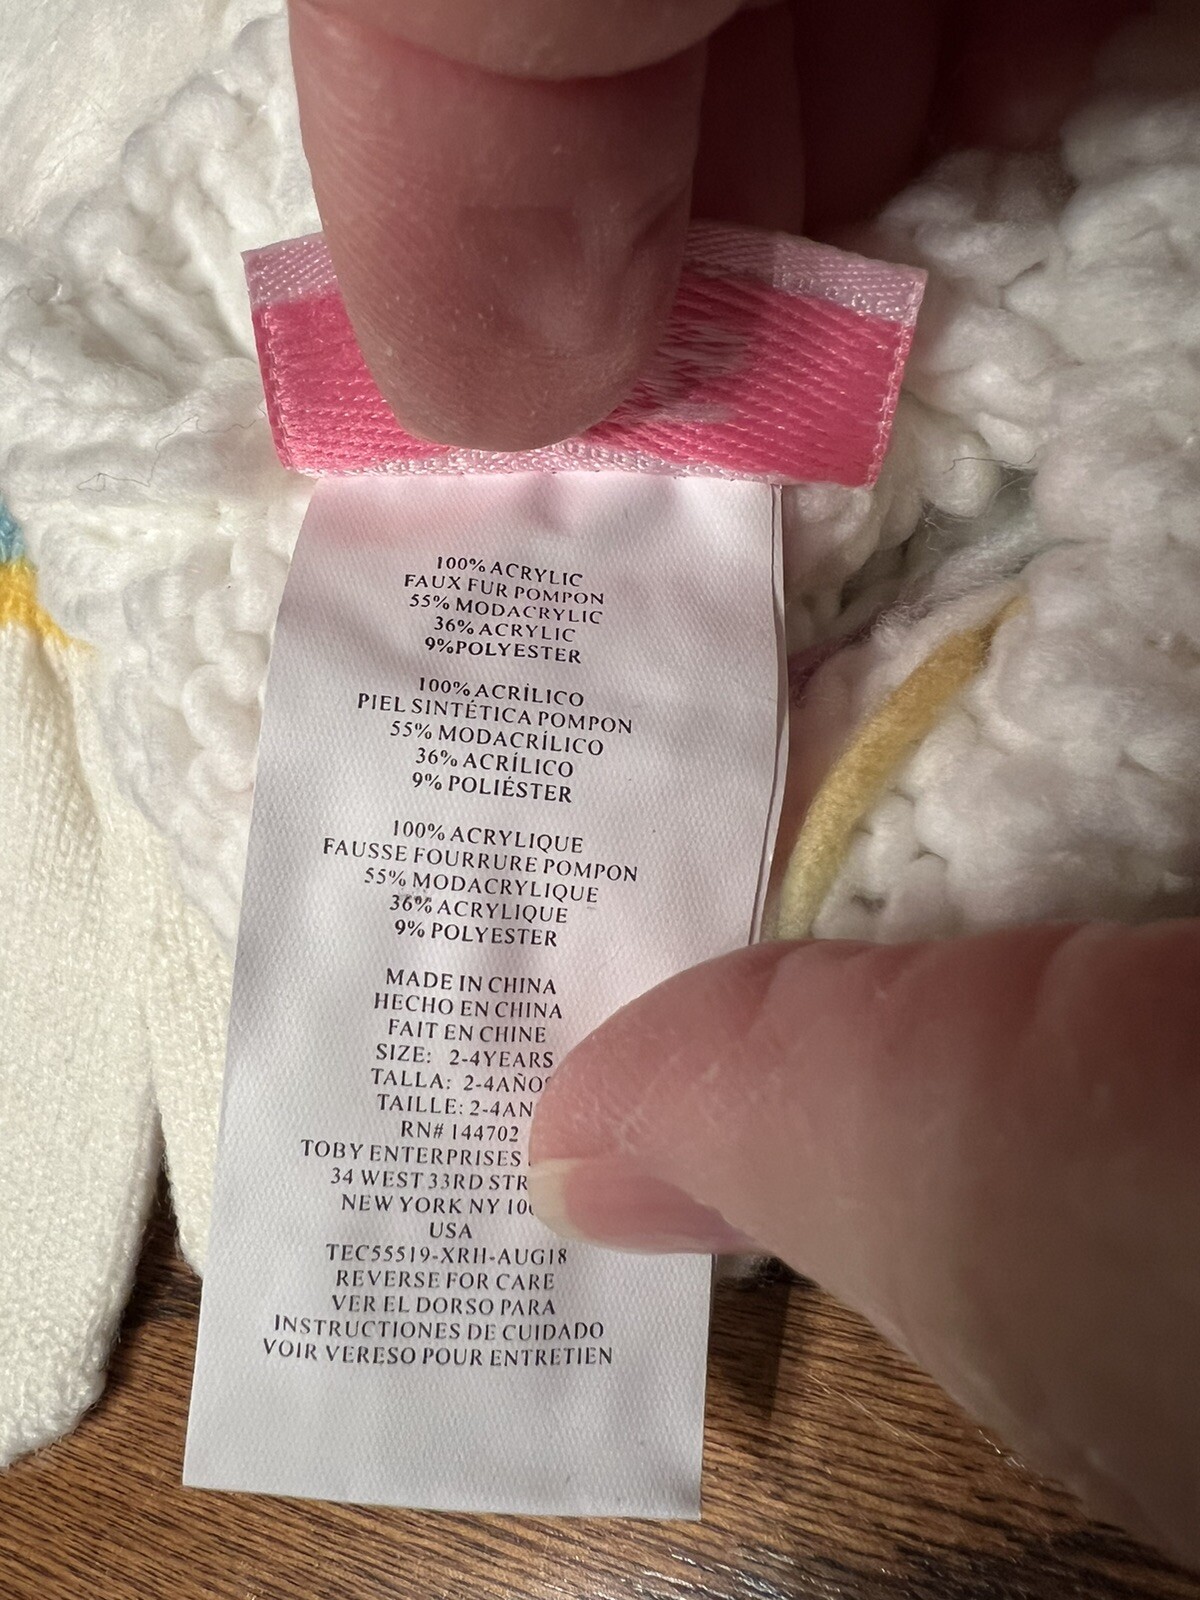 100% ACRYLIC
FAUX FUR POMPON
55% MODACRYLIC
36% ACRYLIC
9%POLYESTER
100% ACRÍLICO
PIEL SINTÉTICA POMPON
55% MODACRÍLICO
36% ACRÍLICO
9% POLIÉSTER
100% ACRYLIQUE
FAUSSE FOURRURE POMPON
55% MODACRYLIQUE
36% ACRYLIQUE
9% POLYESTER
MADE IN CHINA
HECHO EN CHINA
FAIT EN CHINE
SIZE: 2-4YEARS
TALLA: 2-4AÑOS
TAILLE: 2-4AN
RN# 144702
TOBY ENTERPRISES
34 WEST 33RD STR
NEW YORK NY 10
USA
TEC55519-XRH-AUG18
REVERSE FOR CARE
VER EL DORSO PARA
INSTRUCTIONES DE CUIDADO
VOIR VERESO POUR ENTRETIEN